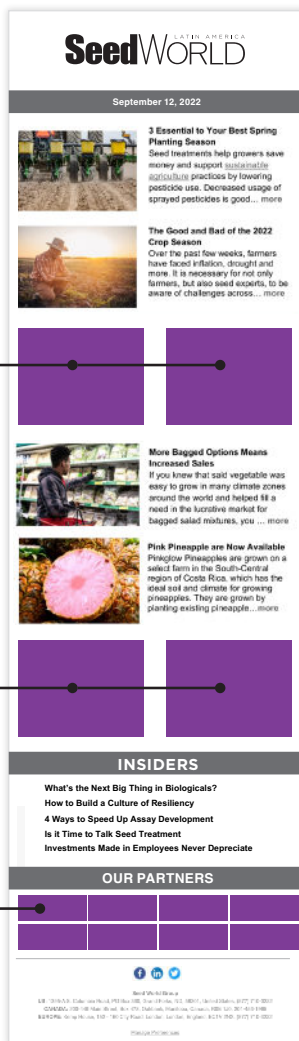 LATIN AMERICA
SeedWORLD
September 12, 2022
3 Essential to Your Best Spring
Planting Season
Seed treatments help growers save
money and support sustainable
agriculture practices by lowering
pesticide use. Decreased usage of
sprayed pesticides is good... more
The Good and Bad of the 2022
Crop Season
Over the past few weeks, farmers
have faced inflation, drought and
more. It is necessary for not only
farmers, but also seed experts, to be
aware of challenges across... more
More Bagged Options Means
Increased Sales
If you knew that salad vegetable was
easy to grow in many climate zones
around the world and helped fill a
need in the lucrative market for
bagged salad mixtures, you ... more
Pink Pineapple are Now Available
Pinkglow Pineapples are grown on a
select farm in the South-Central
region of Costa Rica, which has the
ideal soil and climate for growing
pineapples. They are grown by
planting existing pineapple...more
INSIDERS
What's the Next Big Thing in Biologicals?
How to Build a Culture of Resiliency
4 Ways to Speed Up Assay Development
Is it Time to Talk Seed Treatment
Investments Made in Employees Never Depreciate
OUR PARTNERS
Seed World Group
Manage Preferences